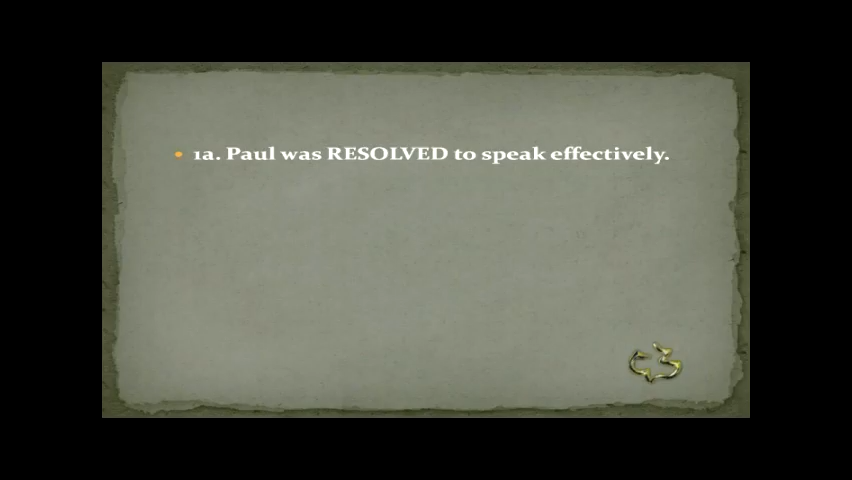 • 1a. Paul was RESOLVED to speak effectively.